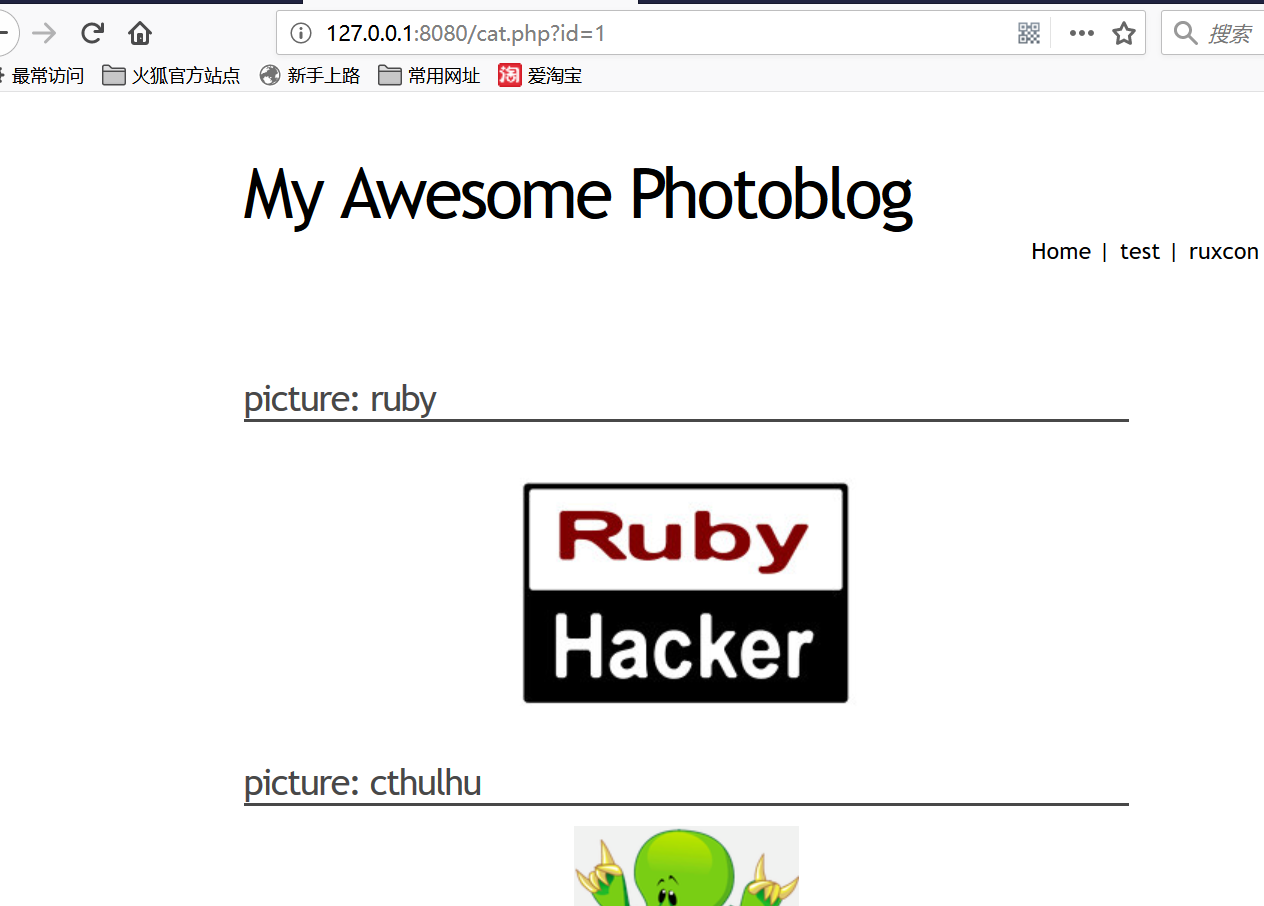 127.0.0.1:8080/cat.php?id=1
搜索
最常访问 火狐官方站点 新手上路 常用网址 淘 爱淘宝
My Awesome Photoblog
Home | test | ruxcon
picture: ruby
Ruby
Hacker
picture: cthulhu